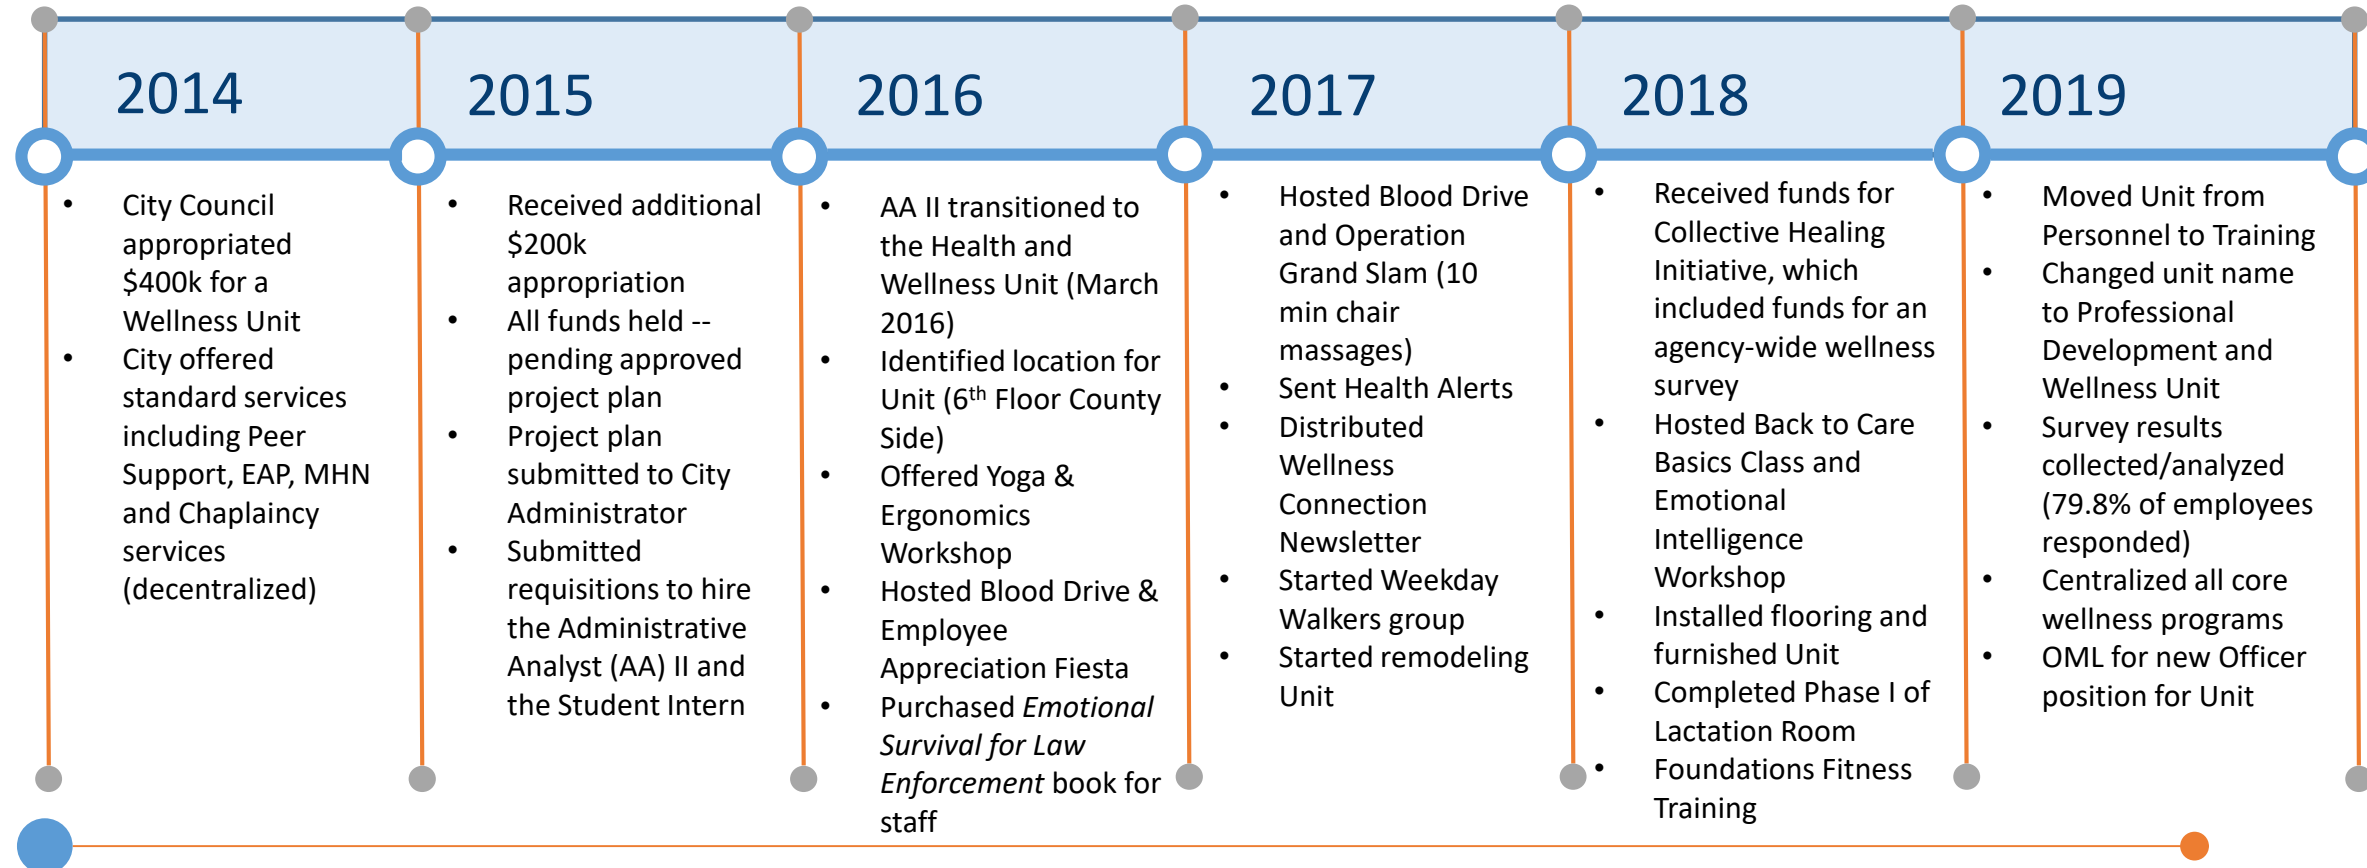 2014
• City Council
appropriated
$400k for a
Wellness Unit
• City offered
standard services
including Peer
Support, EAP, MHN
and Chaplaincy
services
(decentralized)
2015
• Received additional
$200k
appropriation
• All funds held --
pending approved
project plan
• Project plan
submitted to City
Administrator
• Submitted
requisitions to hire
the Administrative
Analyst (AA) II and
the Student Intern
2016
• AA II transitioned to
the Health and
Wellness Unit (March
2016)
• Identified location for
Unit (6th Floor County
Side)
• Offered Yoga &
Ergonomics
Workshop
• Hosted Blood Drive &
Employee
Appreciation Fiesta
• Purchased Emotional
Survival for Law
Enforcement book for
staff
2017
• Hosted Blood Drive
and Operation
Grand Slam (10
min chair
massages)
• Sent Health Alerts
• Distributed
Wellness
Connection
Newsletter
• Started Weekday
Walkers group
• Started remodeling
Unit
2018
• Received funds for
Collective Healing
Initiative, which
included funds for an
agency-wide wellness
survey
• Hosted Back to Care
Basics Class and
Emotional
Intelligence
Workshop
• Installed flooring and
furnished Unit
• Completed Phase I of
Lactation Room
• Foundations Fitness
Training
2019
• Moved Unit from
Personnel to Training
• Changed unit name
to Professional
Development and
Wellness Unit
• Survey results
collected/analyzed
(79.8% of employees
responded)
• Centralized all core
wellness programs
• OML for new Officer
position for Unit